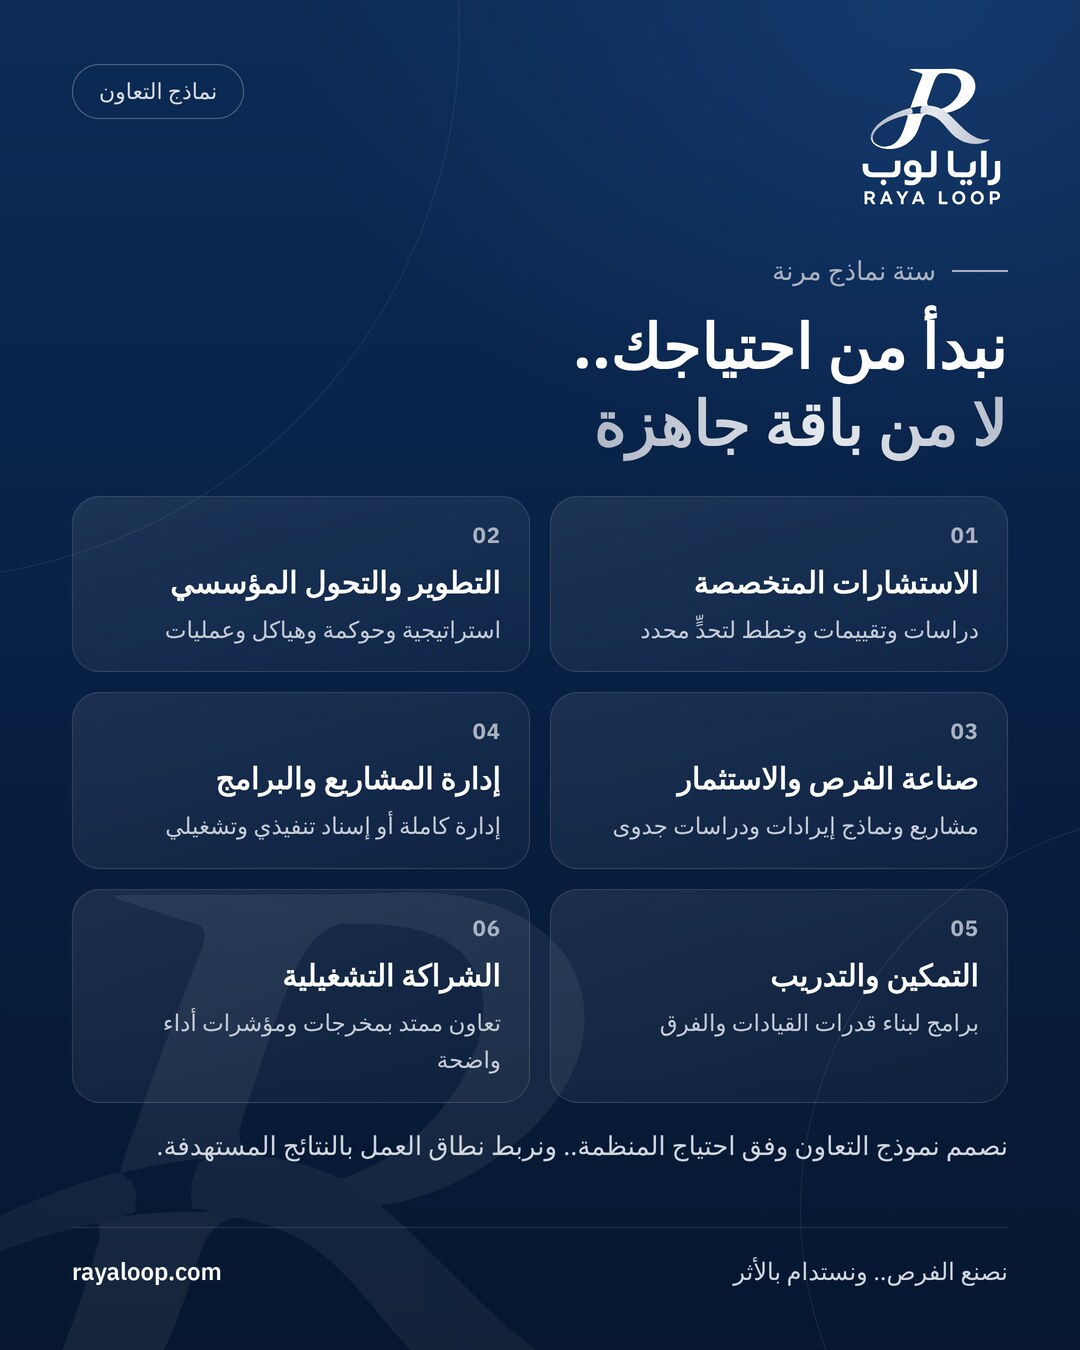 رايا لوب
RAYA LOOP
نماذج التعاون
ستة نماذج مرنة
نبدأ من احتياجك..
لا من باقة جاهزة
01
الاستشارات المتخصصة
دراسات وتقييمات وخطط لتحدٍّ محدد
02
التطوير والتحول المؤسسي
استراتيجية وحوكمة وهياكل وعمليات
03
صناعة الفرص والاستثمار
مشاريع ونماذج إيرادات ودراسات جدوى
04
إدارة المشاريع والبرامج
إدارة كاملة أو إسناد تنفيذي وتشغيلي
05
التمكين والتدريب
برامج لبناء قدرات القيادات والفرق
06
الشراكة التشغيلية
تعاون ممتد بمخرجات ومؤشرات أداء
واضحة
نصمم نموذج التعاون وفق احتياج المنظمة.. ونربط نطاق العمل بالنتائج المستهدفة.
نصنع الفرص.. ونستدام بالأثر
rayaloop.com